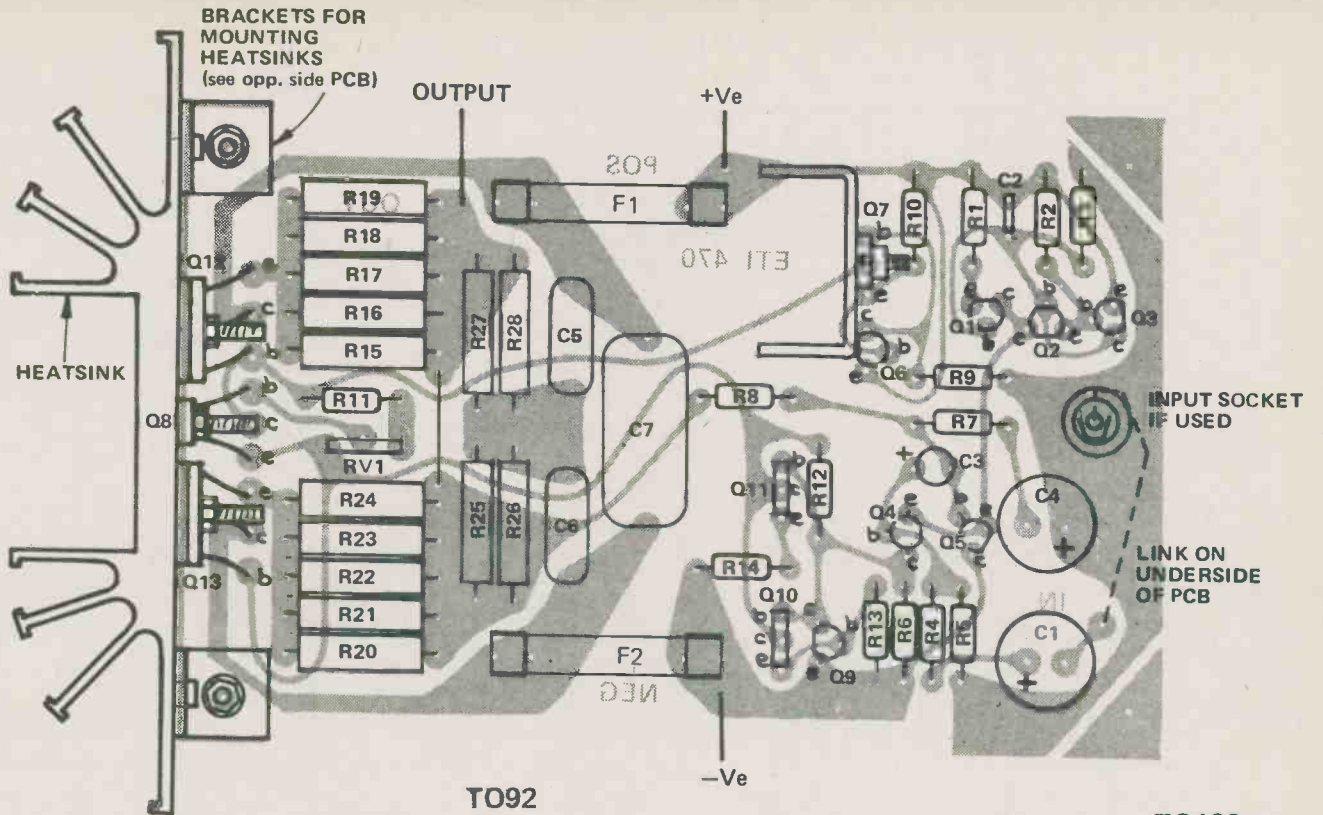 BRACKETS FOR
MOUNTING
HEATSINKS
(see opp. side PCB)
OUTPUT
+Ve
POS
F1
ETI 470
R19
R18
R17
R16
R15
R27
R28
C5
C7
Q7
b
c
e
R10
R1
C2
R2
Q1
Q2
Q3
Q6
R9
HEATSINK
e
c
b
R11
Q8
b
c
e
RV1
R8
R7
INPUT SOCKET
IF USED
+
C3
C4
+
R24
R23
R22
R21
R20
e
c
b
Q13
R25
R26
C6
Q11
R12
Q4
Q5
R14
LINK ON
UNDERSIDE
OF PCB
IN
Q10
b
c
e
Q9
R13
R6
R4
R5
C1
+
F2
NEG
–Ve
TO92